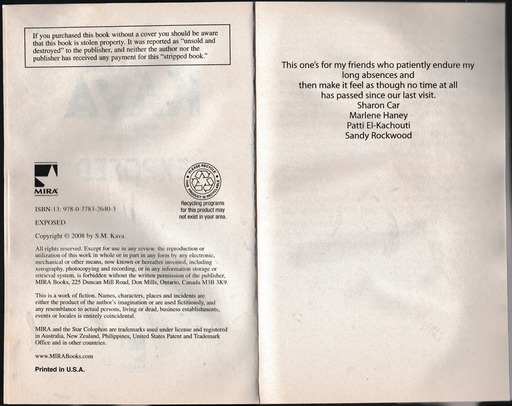 If you purchased this book without a cover you should be aware
that this book is stolen property. It was reported as "unsold and
destroyed" to the publisher, and neither the author nor the
publisher has received any payment for this "stripped book."
MIRA
PLEASE RECYCLE
Recycling programs
for this product may
not exist in your area.
ISBN-13: 978-0-7783-2640-3
EXPOSED
Copyright © 2008 by S.M. Kava.
All rights reserved. Except for use in any review, the reproduction or
utilization of this work in whole or in part in any form by any electronic,
mechanical or other means, now known or hereafter invented, including
xerography, photocopying and recording, or in any information storage or
retrieval system, is forbidden without the written permission of the publisher,
MIRA Books, 225 Duncan Mill Road, Don Mills, Ontario, Canada M3B 3K9.
This is a work of fiction. Names, characters, places and incidents are
either the product of the author's imagination or are used fictitiously, and
any resemblance to actual persons, living or dead, business establishments,
events or locales is entirely coincidental.
MIRA and the Star Colophon are trademarks used under license and registered
in Australia, New Zealand, Philippines, United States Patent and Trademark
Office and in other countries.
www.MIRABooks.com
Printed in U.S.A.
This one's for my friends who patiently endure my
long absences and
then make it feel as though no time at all
has passed since our last visit.
Sharon Car
Marlene Haney
Patti El-Kachouti
Sandy Rockwood